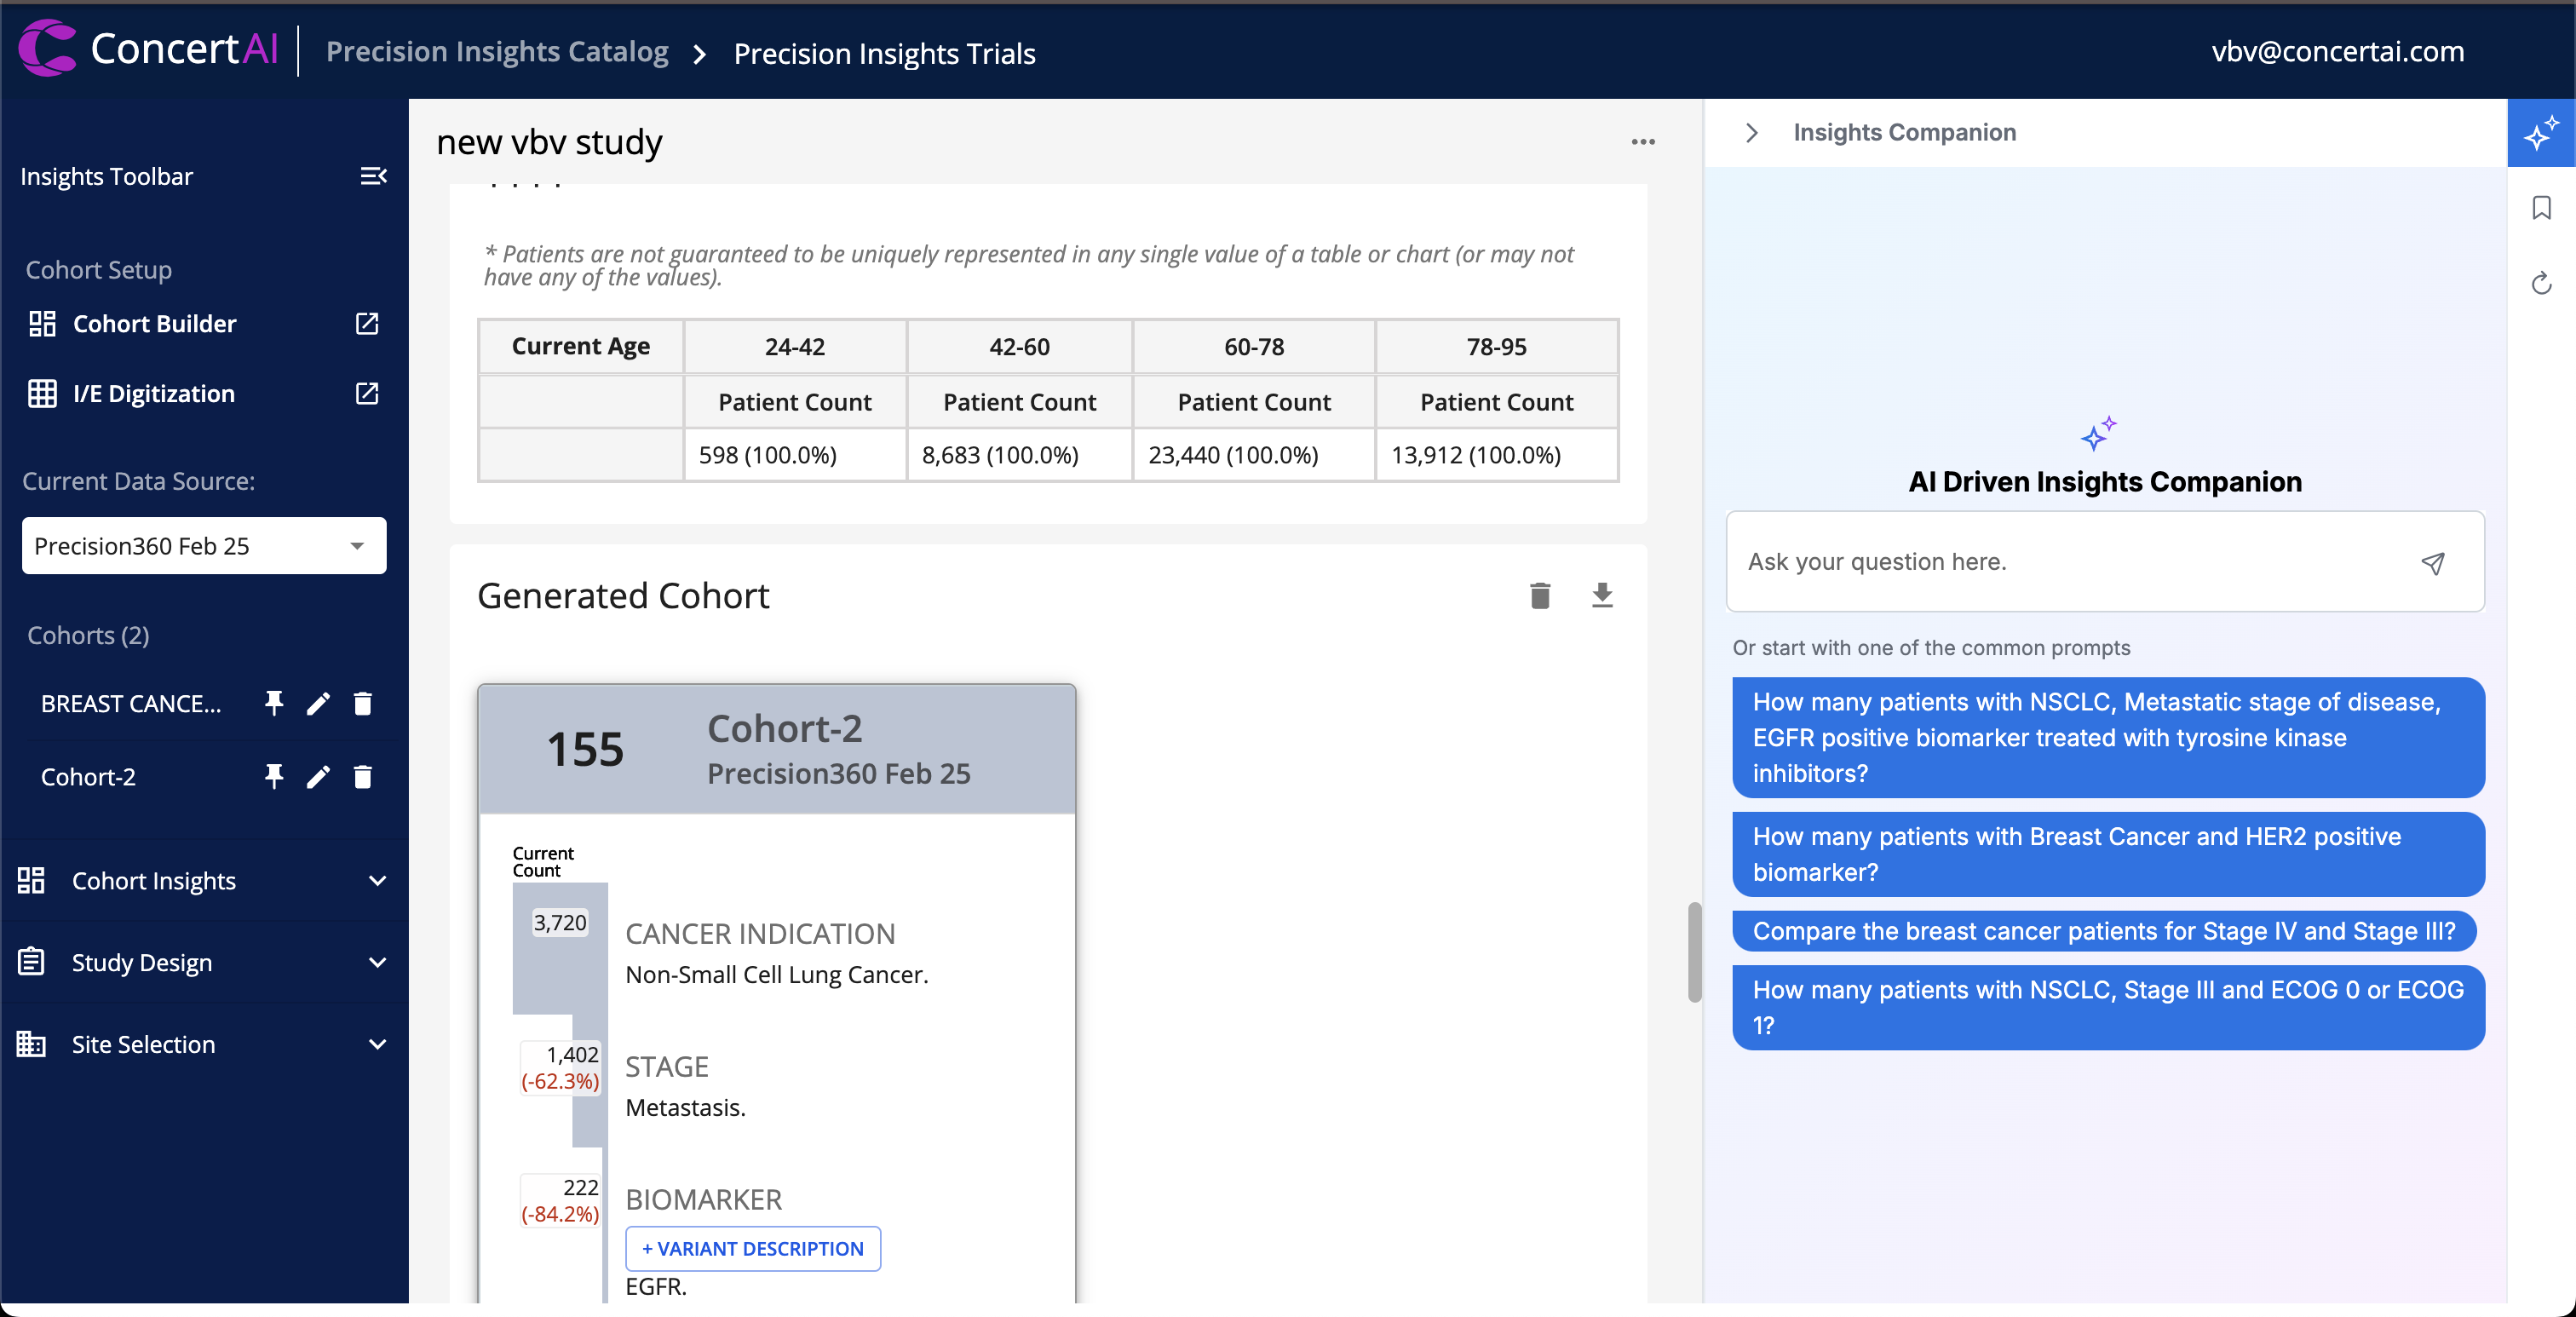 ConcertAI
Precision Insights Catalog
Precision Insights Trials
vbv@concertai.com
Insights Toolbar
Cohort Setup
Cohort Builder
I/E Digitization
Current Data Source:
Precision360 Feb 25
Cohorts (2)
BREAST CANCE...
Cohort-2
Cohort Insights
Study Design
Site Selection
new vbv study
* Patients are not guaranteed to be uniquely represented in any single value of a table or chart (or may not
have any of the values).
Current Age 24-42 42-60 60-78 78-95
Patient Count Patient Count Patient Count Patient Count
598 (100.0%) 8,683 (100.0%) 23,440 (100.0%) 13,912 (100.0%)
Generated Cohort
155
Cohort-2
Precision360 Feb 25
Current
Count
3,720
CANCER INDICATION
Non-Small Cell Lung Cancer.
1,402
(-62.3%)
STAGE
Metastasis.
222
(-84.2%)
BIOMARKER
+ VARIANT DESCRIPTION
EGFR.
Insights Companion
AI Driven Insights Companion
Ask your question here.
Or start with one of the common prompts
How many patients with NSCLC, Metastatic stage of disease,
EGFR positive biomarker treated with tyrosine kinase
inhibitors?
How many patients with Breast Cancer and HER2 positive
biomarker?
Compare the breast cancer patients for Stage IV and Stage III?
How many patients with NSCLC, Stage III and ECOG 0 or ECOG
1?